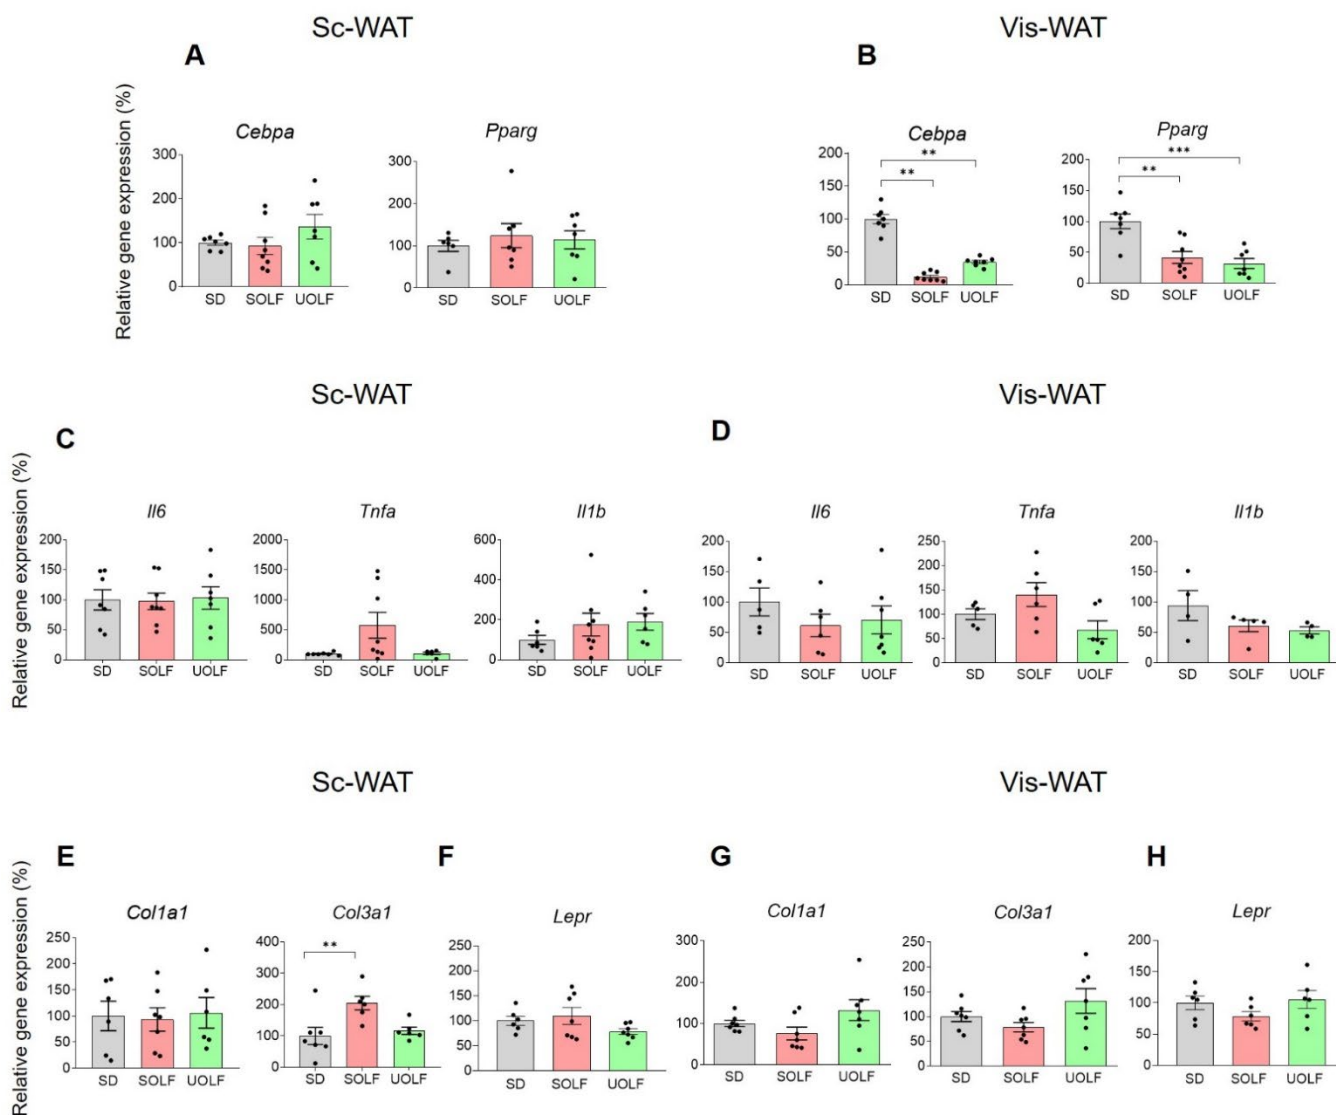 Sc-WAT
Vis-WAT
A
B
Relative gene expression (%)
Cebpa
300
200
100
0
SD SOLF UOLF
Pparg
300
200
100
0
SD SOLF UOLF
Cebpa
**
**
200
150
100
50
0
SD SOLF UOLF
Pparg
***
**
200
150
100
50
0
SD SOLF UOLF
Sc-WAT
Vis-WAT
C
D
Relative gene expression (%)
Il6
200
150
100
50
0
SD SOLF UOLF
Tnfa
2000
1500
1000
500
0
SD SOLF UOLF
Il1b
600
400
200
0
SD SOLF UOLF
Il6
200
150
100
50
0
SD SOLF UOLF
Tnfa
250
200
150
100
50
0
SD SOLF UOLF
Il1b
200
150
100
50
0
SD SOLF UOLF
Sc-WAT
Vis-WAT
E
F
G
H
Relative gene expression (%)
Col1a1
250
200
150
100
50
0
SD SOLF UOLF
Col3a1
**
400
300
200
100
0
SD SOLF UOLF
Lepr
250
200
150
100
50
0
SD SOLF UOLF
Col1a1
300
200
100
0
SD SOLF UOLF
Col3a1
250
200
150
100
50
0
SD SOLF UOLF
Lepr
200
150
100
50
0
SD SOLF UOLF